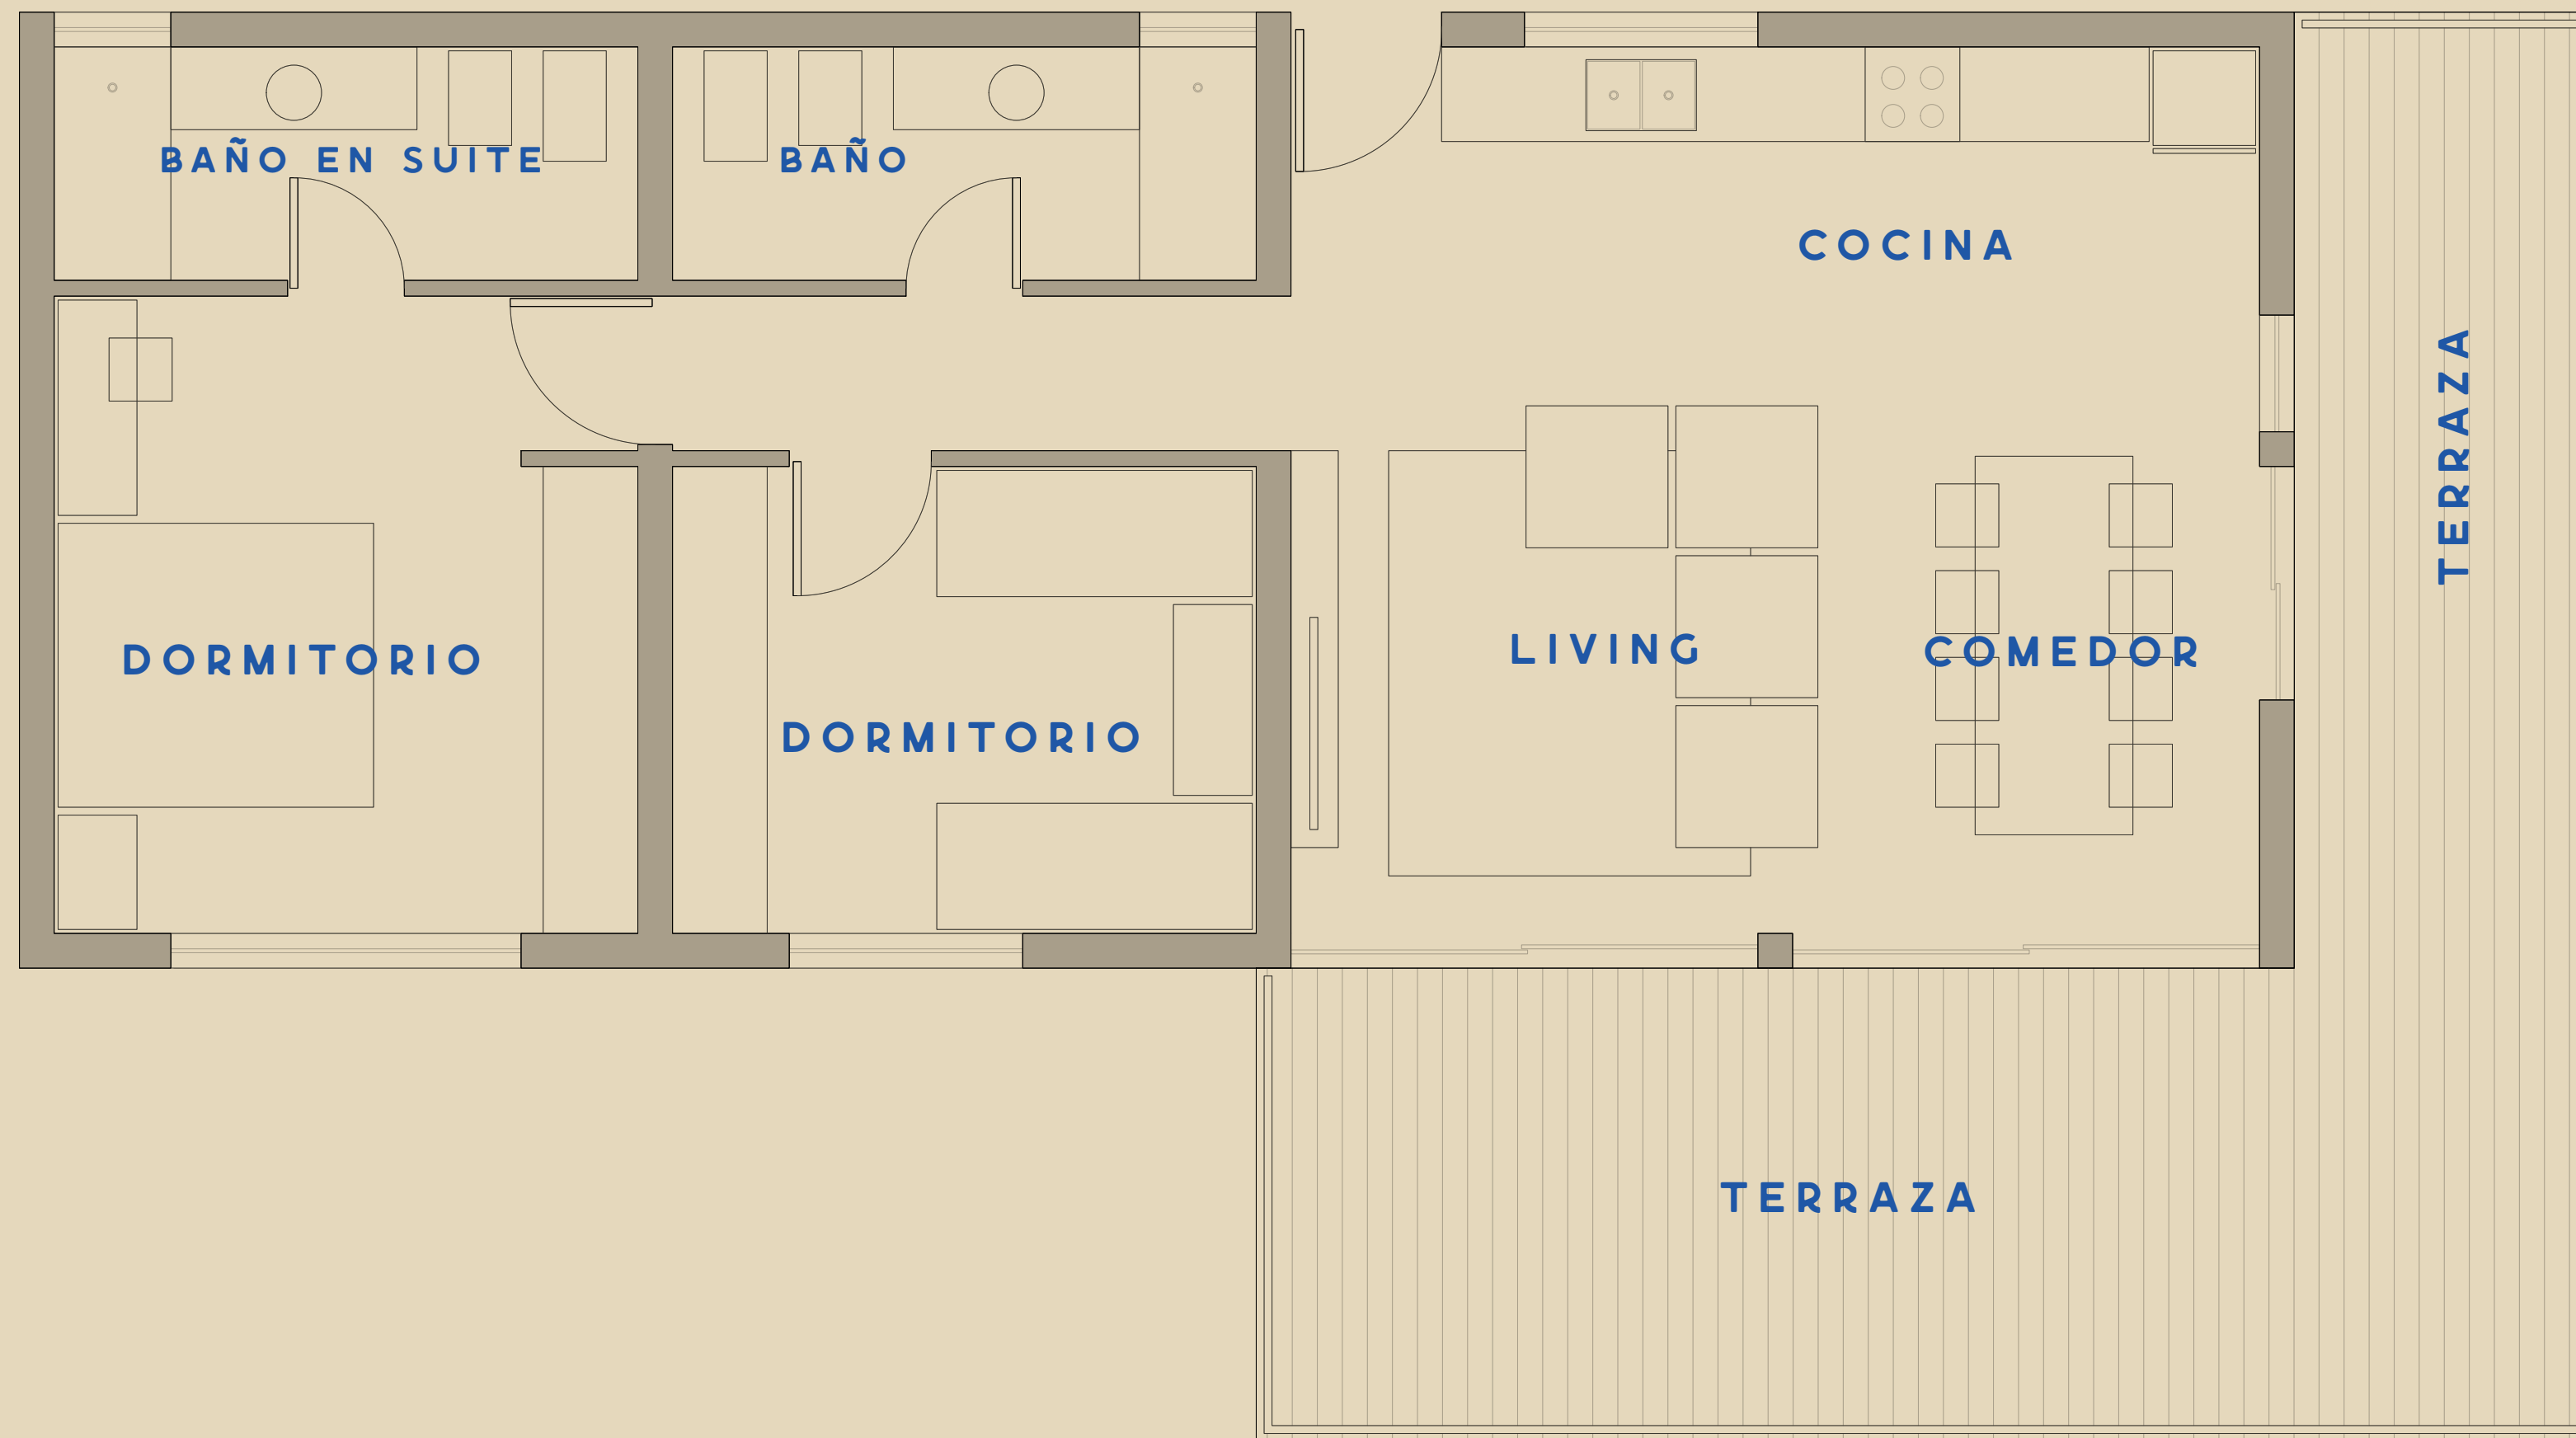 BAÑO EN SUITE
BAÑO
COCINA
TERRAZA
DORMITORIO
LIVING
COMEDOR
DORMITORIO
TERRAZA